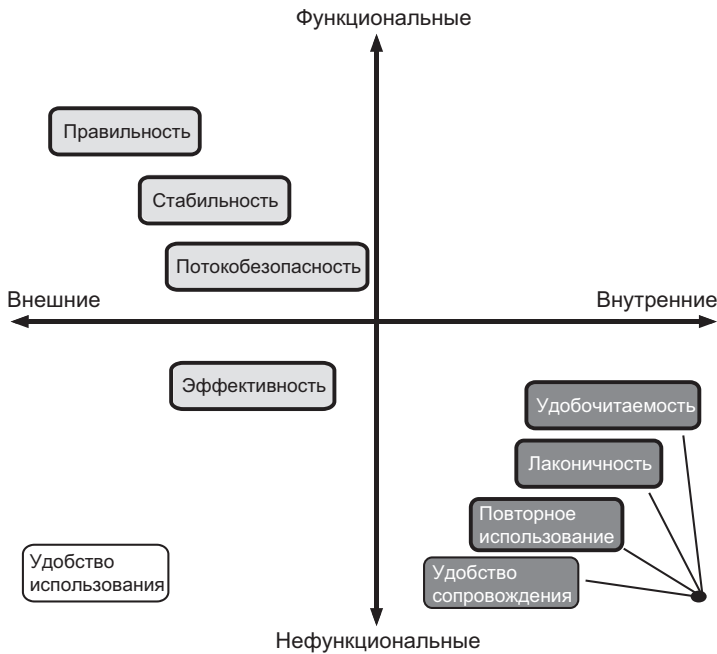 Функциональные
Правильность
Стабильность
Потокобезопасность
Внешние
Внутренние
Эффективность
Удобочитаемость
Лаконичность
Повторное
использование
Удобство
использования
Удобство
сопровождения
Нефункциональные